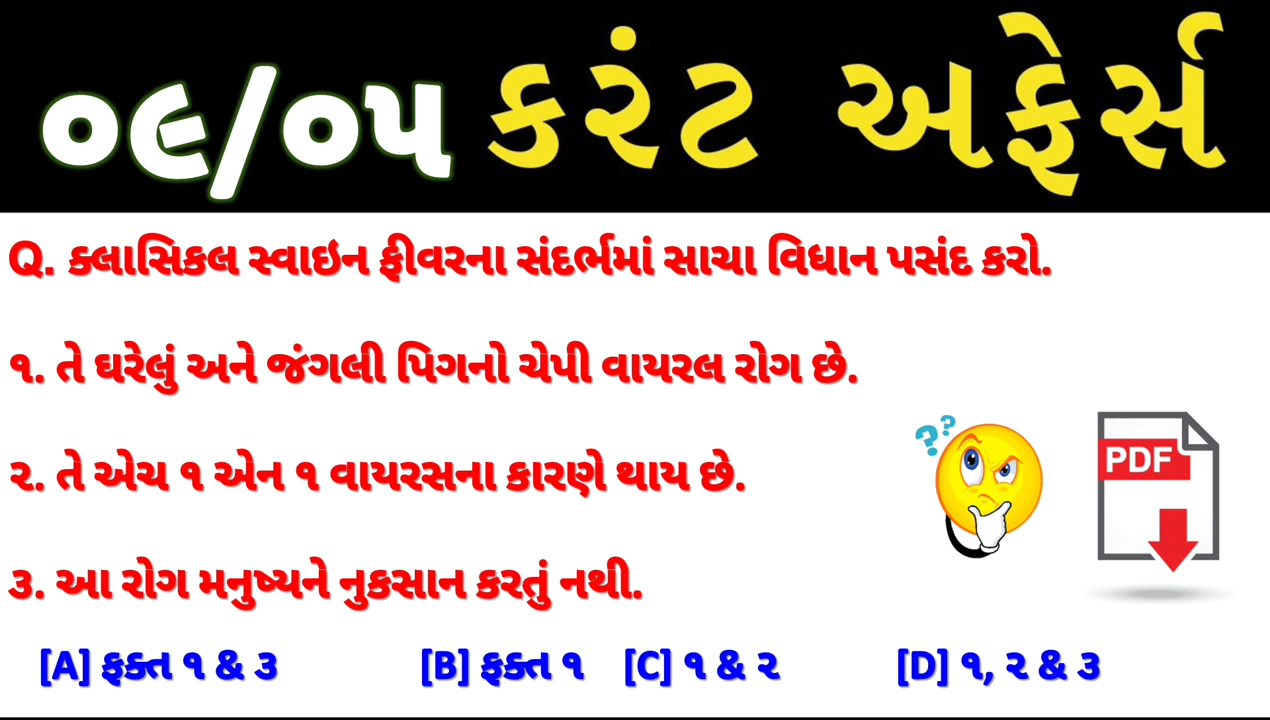 ૦૯/૦૫ કરંટ અફેર્સ
Q. ક્લાસિકલ સ્વાઇન ફીવરના સંદર્ભમાં સાચા વિધાન પસંદ કરો.
૧. તે ઘરેલું અને જંગલી પિગનો ચેપી વાયરલ રોગ છે.
૨. તે એચ ૧ એન ૧ વાયરસના કારણે થાય છે.
??
PDF
૩. આ રોગ મનુષ્યને નુકસાન કરતું નથી.
[A] ફક્ત ૧ & ૩ [B] ફક્ત ૧ [C] ૧ & ૨ [D] ૧, ૨ & ૩